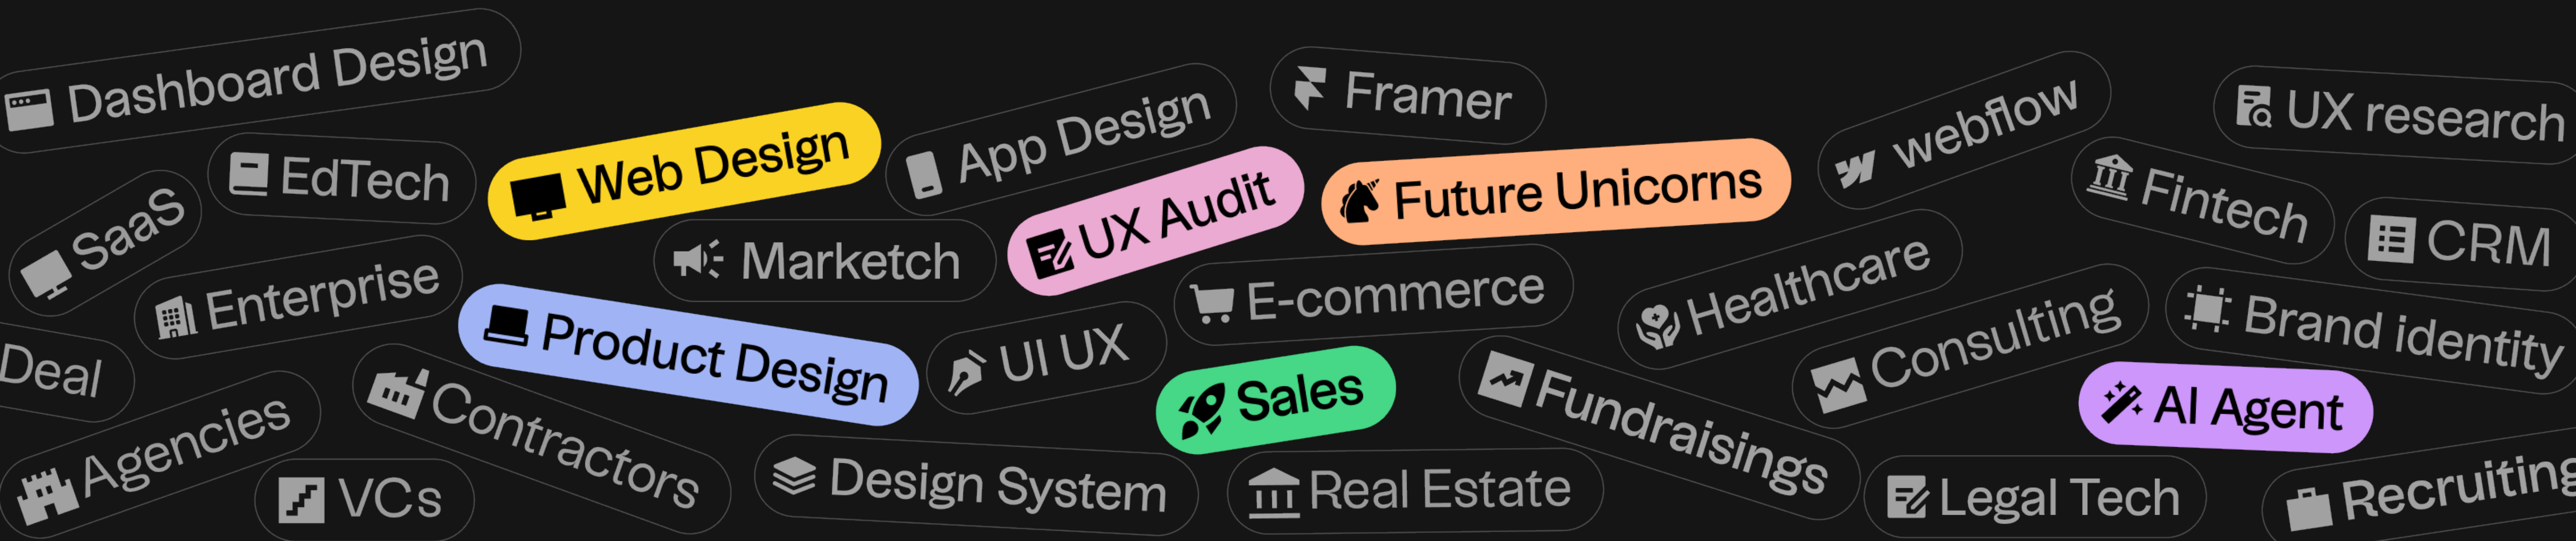 Dashboard Design
Framer
webflow
UX research
App Design
Web Design
EdTech
Future Unicorns
Fintech
UX Audit
SaaS
CRM
Marketch
Healthcare
Enterprise
E-commerce
Brand identity
Consulting
Product Design
UI UX
Deal
Sales
AI Agent
Fundraisings
Contractors
Agencies
Design System
Real Estate
VCs
Legal Tech
Recruiting